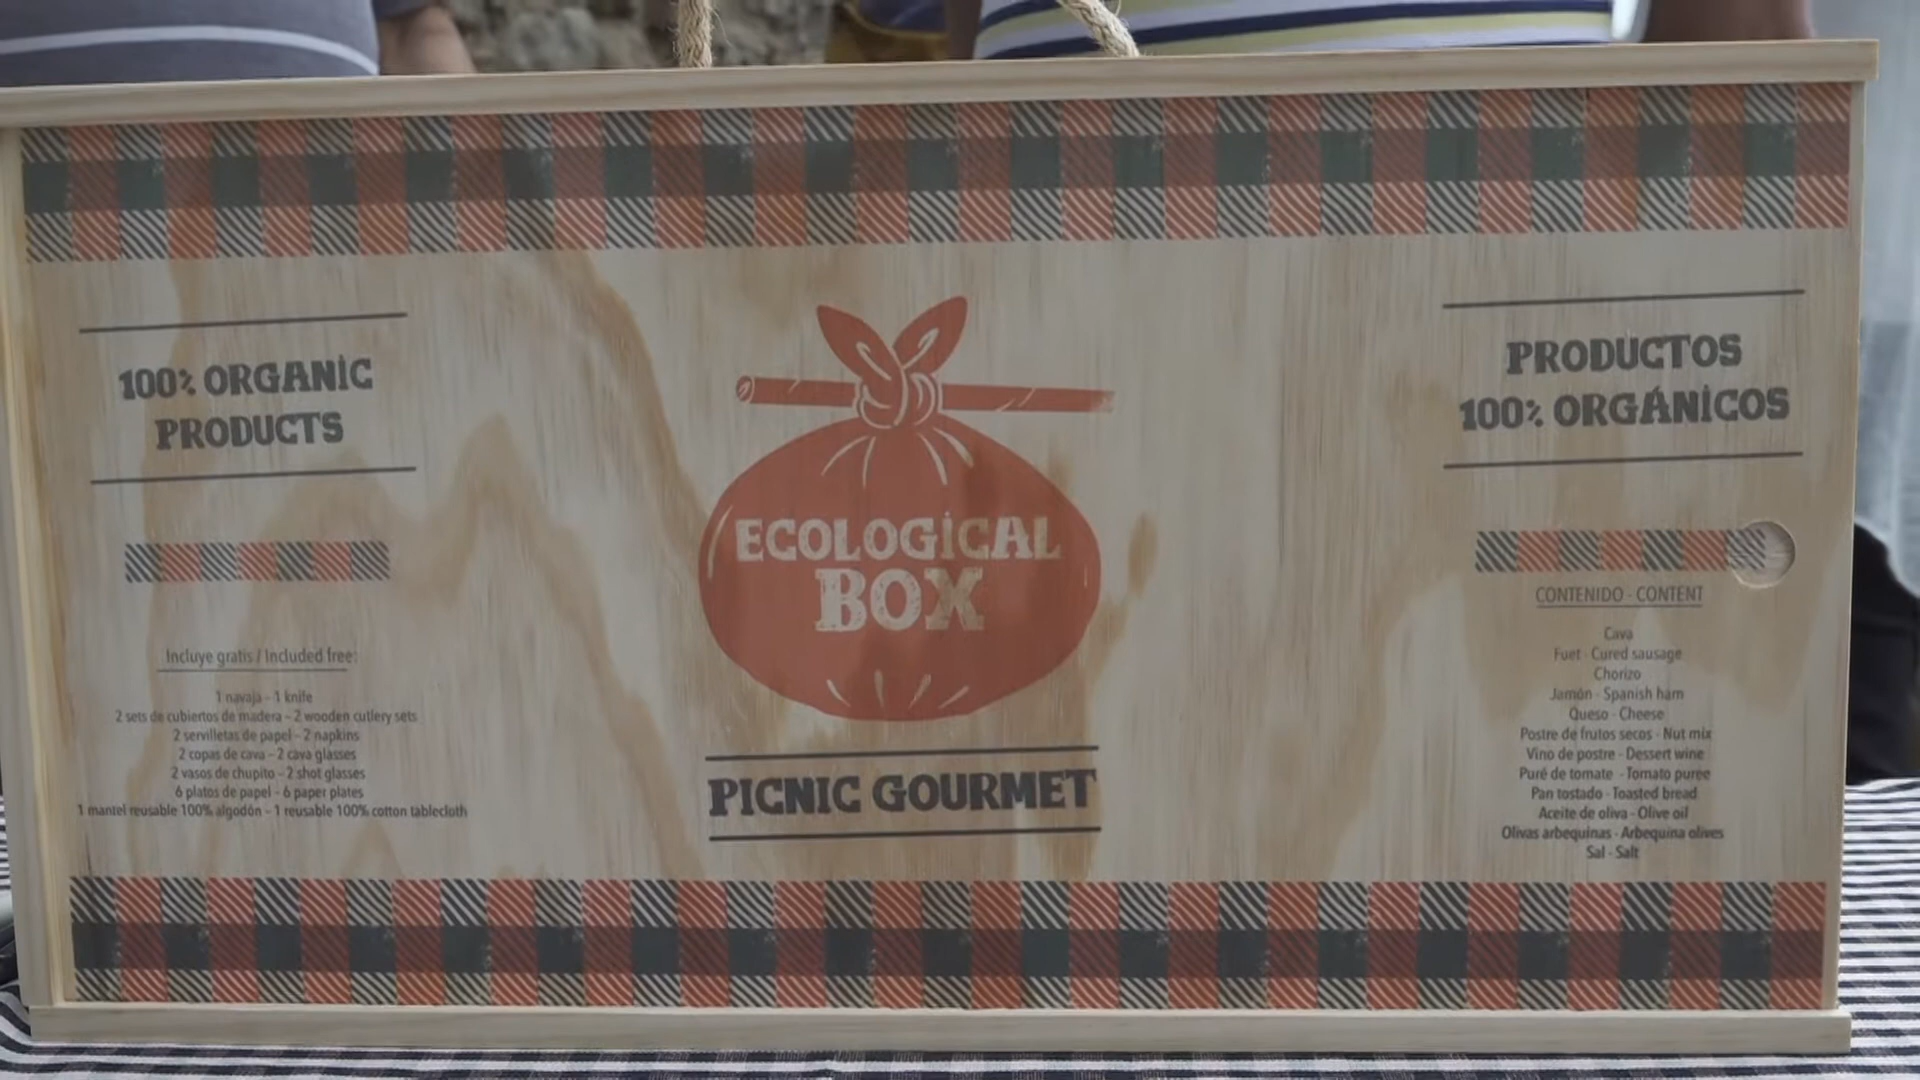 100% ORGANIC
PRODUCTS
Incluye gratis / Included free:
1 navaja - 1 knife
2 sets de cubiertos de madera - 2 wooden cutlery sets
2 servilletas de papel - 2 napkins
2 copas de cava - 2 cava glasses
2 vasos de chupito - 2 shot glasses
6 platos de papel - 6 paper plates
1 mantel reusable 100% algodón - 1 reusable 100% cotton tablecloth
ECOLOGICAL
BOX
PICNIC GOURMET
PRODUCTOS
100% ORGÁNICOS
CONTENIDO - CONTENT
Cava
Fuet - Cured sausage
Chorizo
Jamón - Spanish ham
Queso - Cheese
Postre de frutos secos - Nut mix
Vino de postre - Dessert wine
Puré de tomate - Tomato puree
Pan tostado - Toasted bread
Aceite de oliva - Olive oil
Olivas arbequinas - Arbequina olives
Sal - Salt